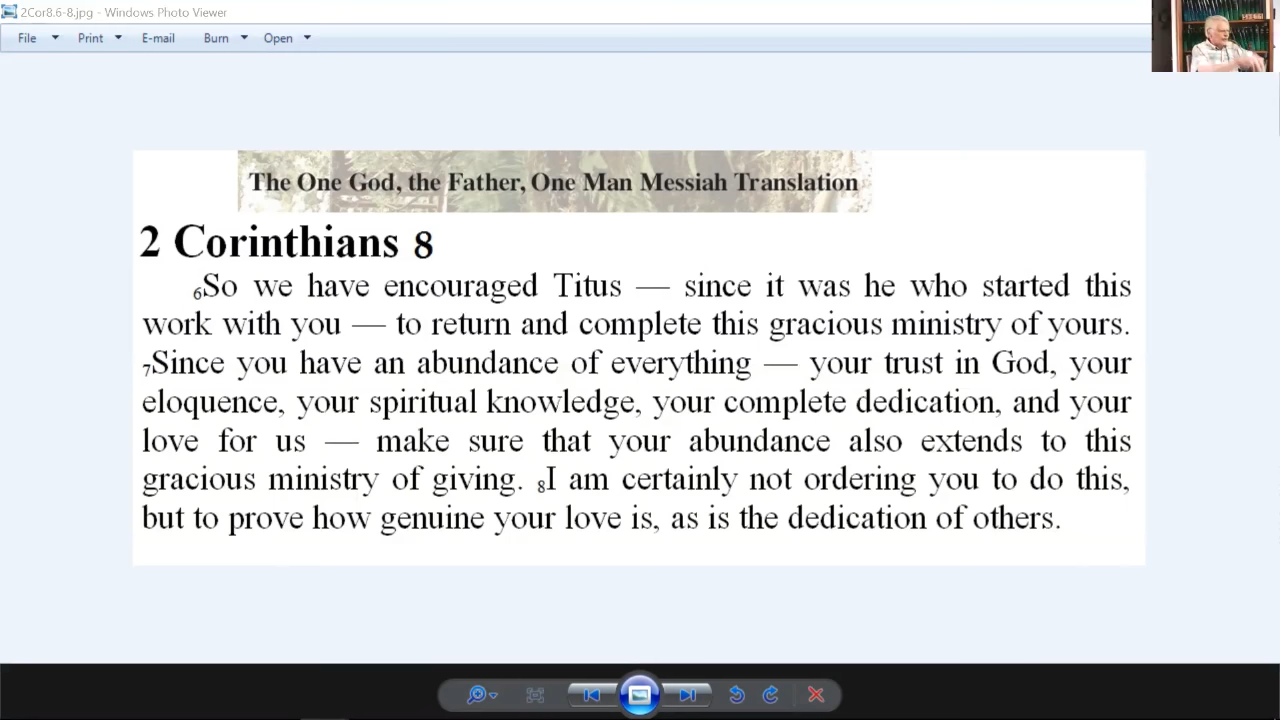 2Cor8.6-8.jpg - Windows Photo Viewer
File Print E-mail Burn Open
The One God, the Father, One Man Messiah Translation
2 Corinthians 8
6So we have encouraged Titus — since it was he who started this
work with you — to return and complete this gracious ministry of yours.
7Since you have an abundance of everything — your trust in God, your
eloquence, your spiritual knowledge, your complete dedication, and your
love for us — make sure that your abundance also extends to this
gracious ministry of giving. 8I am certainly not ordering you to do this,
but to prove how genuine your love is, as is the dedication of others.